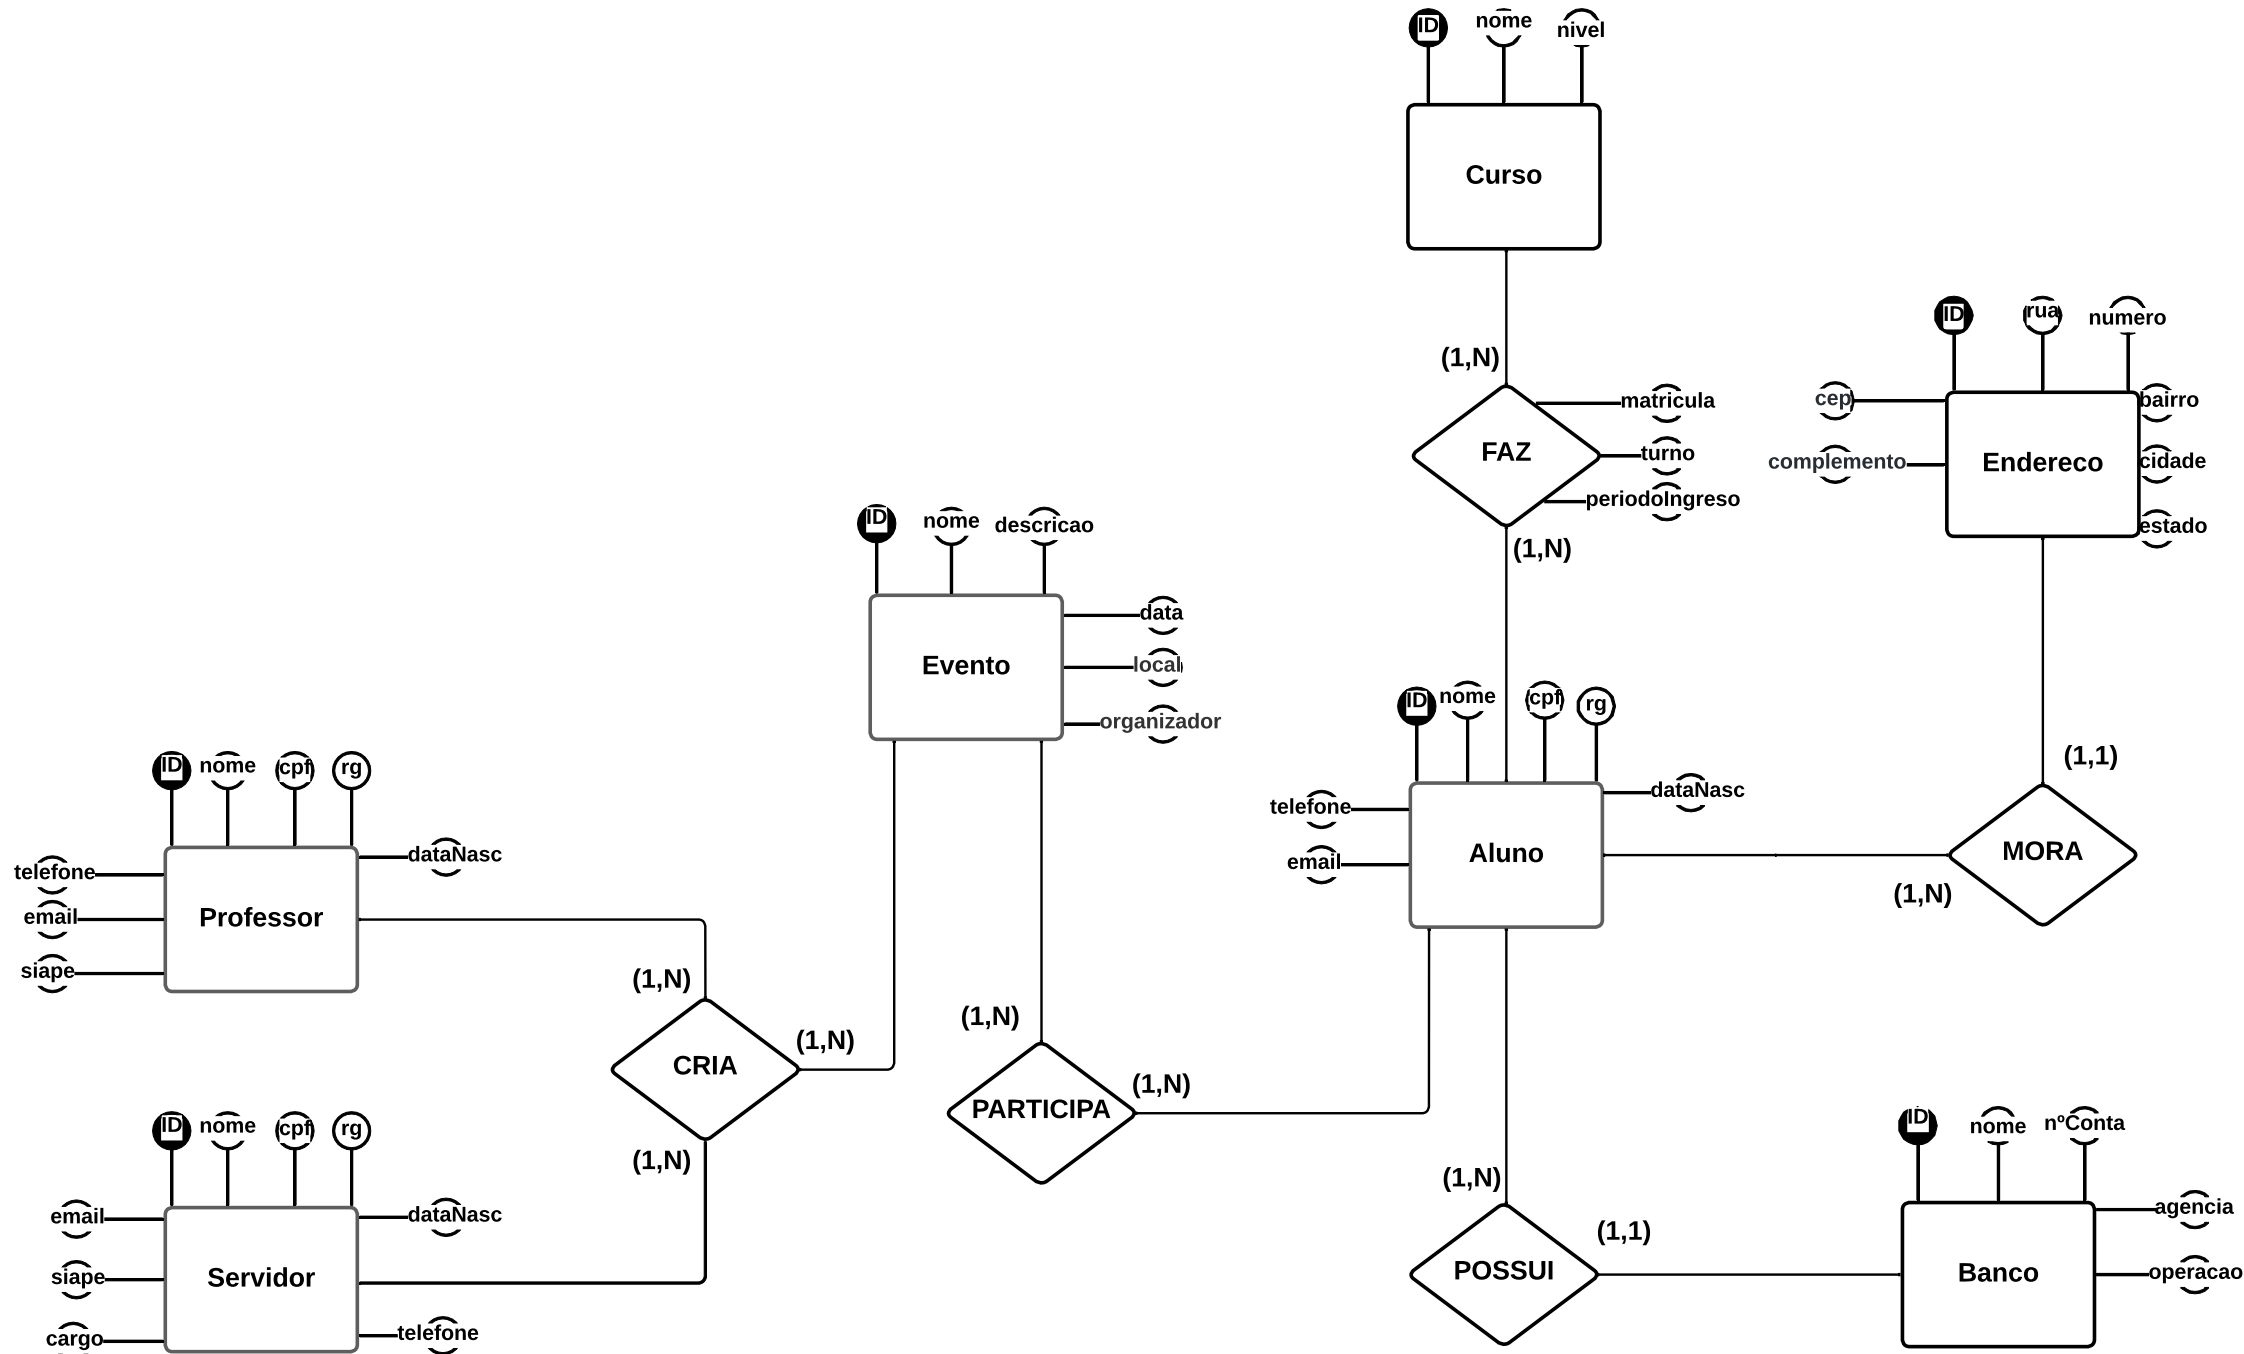 ID
nome
nivel
Curso
(1,N)
FAZ
matricula
turno
periodoIngreso
(1,N)
ID
rua
numero
cep
complemento
Endereco
bairro
cidade
estado
ID
nome
descricao
Evento
data
local
organizador
ID
nome
cpf
rg
telefone
email
Aluno
dataNasc
(1,1)
MORA
(1,N)
ID
nome
cpf
rg
telefone
email
siape
Professor
dataNasc
(1,N)
CRIA
(1,N)
(1,N)
(1,N)
PARTICIPA
(1,N)
ID
nome
cpf
rg
email
siape
cargo
Servidor
dataNasc
telefone
(1,N)
POSSUI
(1,1)
ID
nome
nºConta
Banco
agencia
operacao